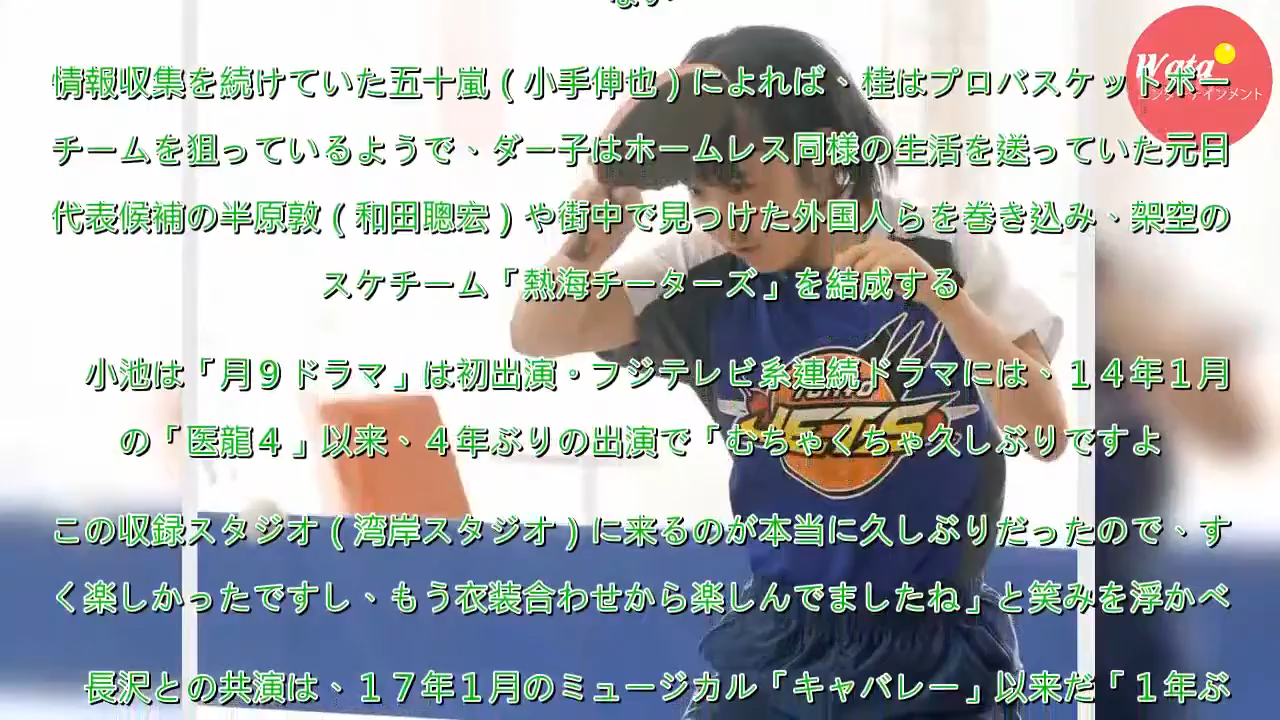 ない
Wata
エンターテインメント
情報収集を続けていた五十嵐(小手伸也)によれば、桂はプロバスケットボー
チームを狙っているようで、ダー子はホームレス同様の生活を送っていた元日
代表候補の半原敦(和田聰宏)や街中で見つけた外国人らを巻き込み、架空の
スケチーム「熱海チーターズ」を結成する
小池は「月9ドラマ」は初出演・フジテレビ系連続ドラマには、14年1月
の「医龍4」以来、4年ぶりの出演で「むちゃくちゃ久しぶりですよ
JETS
この収録スタジオ(湾岸スタジオ)に来るのが本当に久しぶりだったので、す
く楽しかったですし、もう衣装合わせから楽しんでましたね」と笑みを浮かべ
長沢との共演は、17年1月のミュージカル「キャバレー」以来だ「1年ぶ